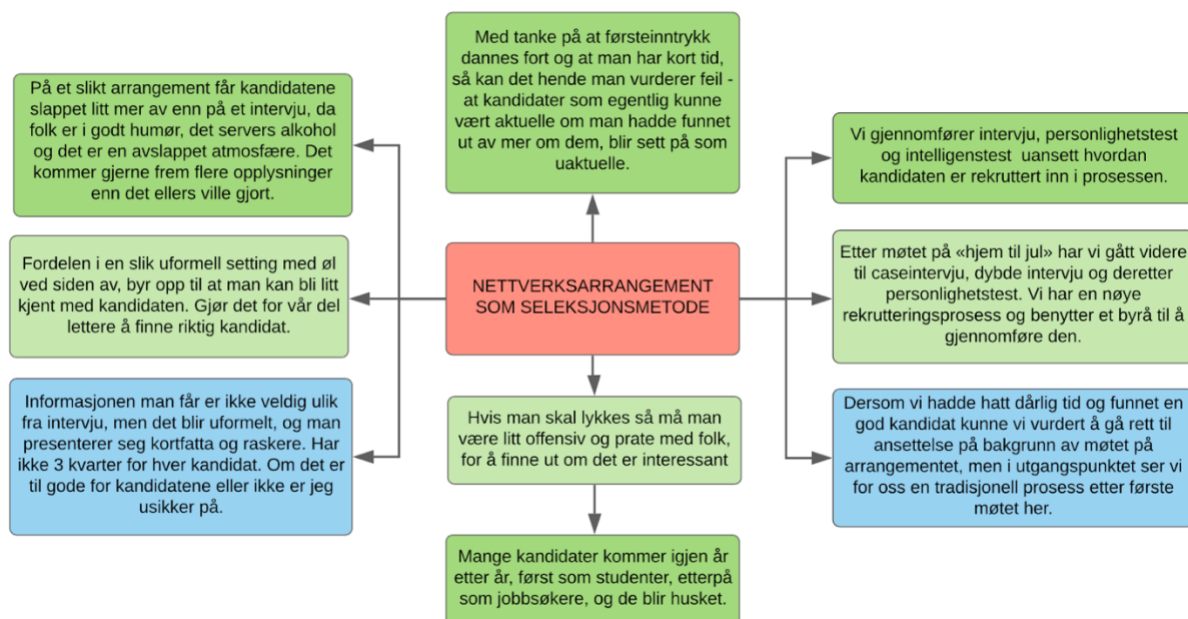 Med tanke på at førsteinntrykk
dannes fort og at man har kort tid,
så kan det hende man vurderer feil -
at kandidater som egentlig kunne
vært aktuelle om man hadde funnet
ut av mer om dem, blir sett på som
uaktuelle.
På et slikt arrangement får kandidatene
slappet litt mer av enn på et intervju, da
folk er i godt humør, det servers alkohol
og det er en avslappet atmosfære. Det
kommer gjerne frem flere opplysninger
enn det ellers ville gjort.
Vi gjennomfører intervju, personlighetstest
og intelligenstest uansett hvordan
kandidaten er rekruttert inn i prosessen.
Fordelen i en slik uformell setting med øl
ved siden av, byr opp til at man kan bli litt
kjent med kandidaten. Gjør det for vår del
lettere å finne riktig kandidat.
NETTVERKSARRANGEMENT
SOM SELEKSJONSMETODE
Etter møtet på «hjem til jul» har vi gått videre
til caseintervju, dybde intervju og deretter
personlighetstest. Vi har en nøye
rekrutteringsprosess og benytter et byrå til å
gjennomføre den.
Informasjonen man får er ikke veldig ulik
fra intervju, men det blir uformelt, og man
presenterer seg kortfatta og raskere. Har
ikke 3 kvarter for hver kandidat. Om det er
til gode for kandidatene eller ikke er jeg
usikker på.
Hvis man skal lykkes så må man
være litt offensiv og prate med folk,
for å finne ut om det er interessant
Dersom vi hadde hatt dårlig tid og funnet en
god kandidat kunne vi vurdert å gå rett til
ansettelse på bakgrunn av møtet på
arrangementet, men i utgangspunktet ser vi
for oss en tradisjonell prosess etter første
møtet her.
Mange kandidater kommer igjen år
etter år, først som studenter, etterpå
som jobbsøkere, og de blir husket.